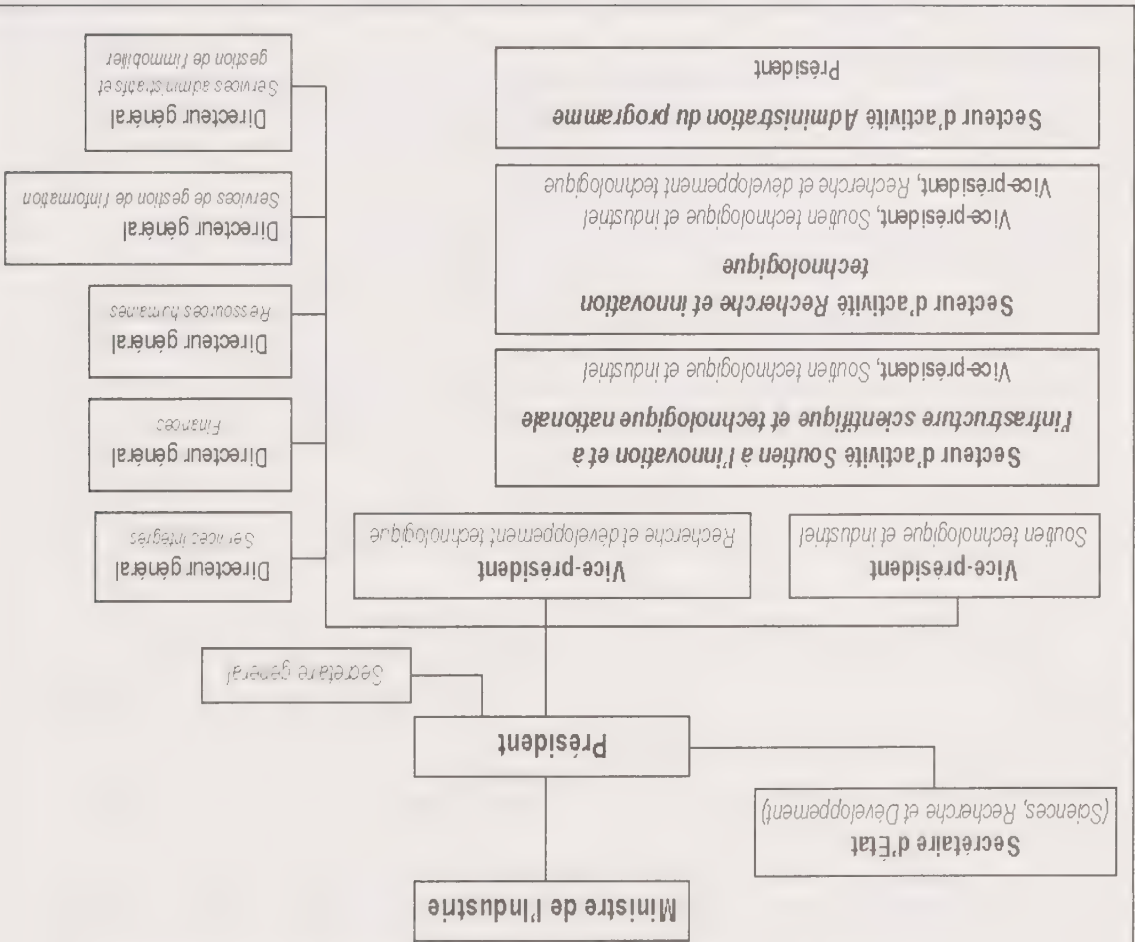 Ministre de l'Industrie
Secrétaire d'État
(Sciences, Recherche et Développement)
Président
Secrétaire général
Vice-président
Soutien technologique et industriel
Vice-président
Recherche et développement technologique
Directeur général
Services intégrés
Directeur général
Finances
Directeur général
Ressources humaines
Directeur général
Services de gestion de l'information
Directeur général
Services administratifs et
gestion de l'immobilier
Secteur d'activité Soutien à l'innovation et à
l'infrastructure scientifique et technologique nationale
Vice-président, Soutien technologique et industriel
Secteur d'activité Recherche et innovation
technologique
Vice-président, Soutien technologique et industriel
Vice-président, Recherche et développement technologique
Secteur d'activité Administration du programme
Président